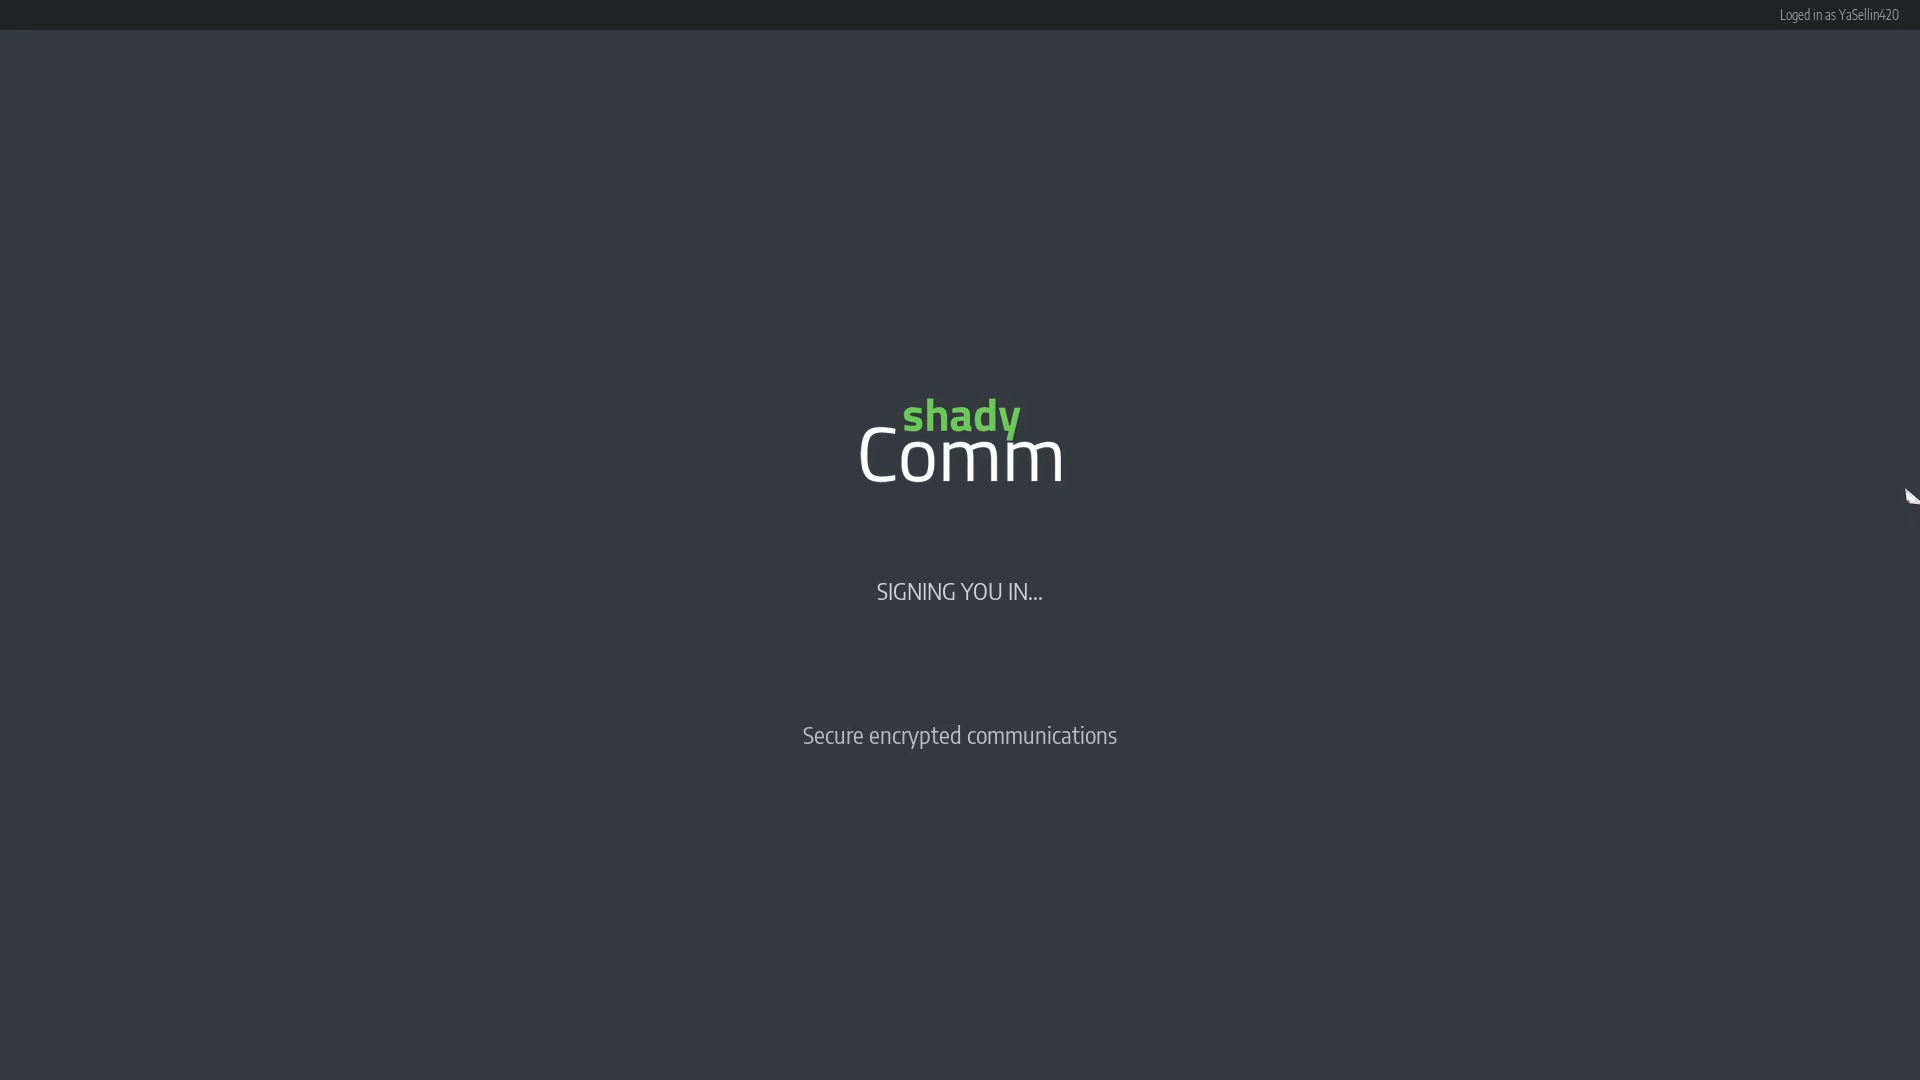 Loged in as YaSellin420
shady
Comm
SIGNING YOU IN...
Secure encrypted communications